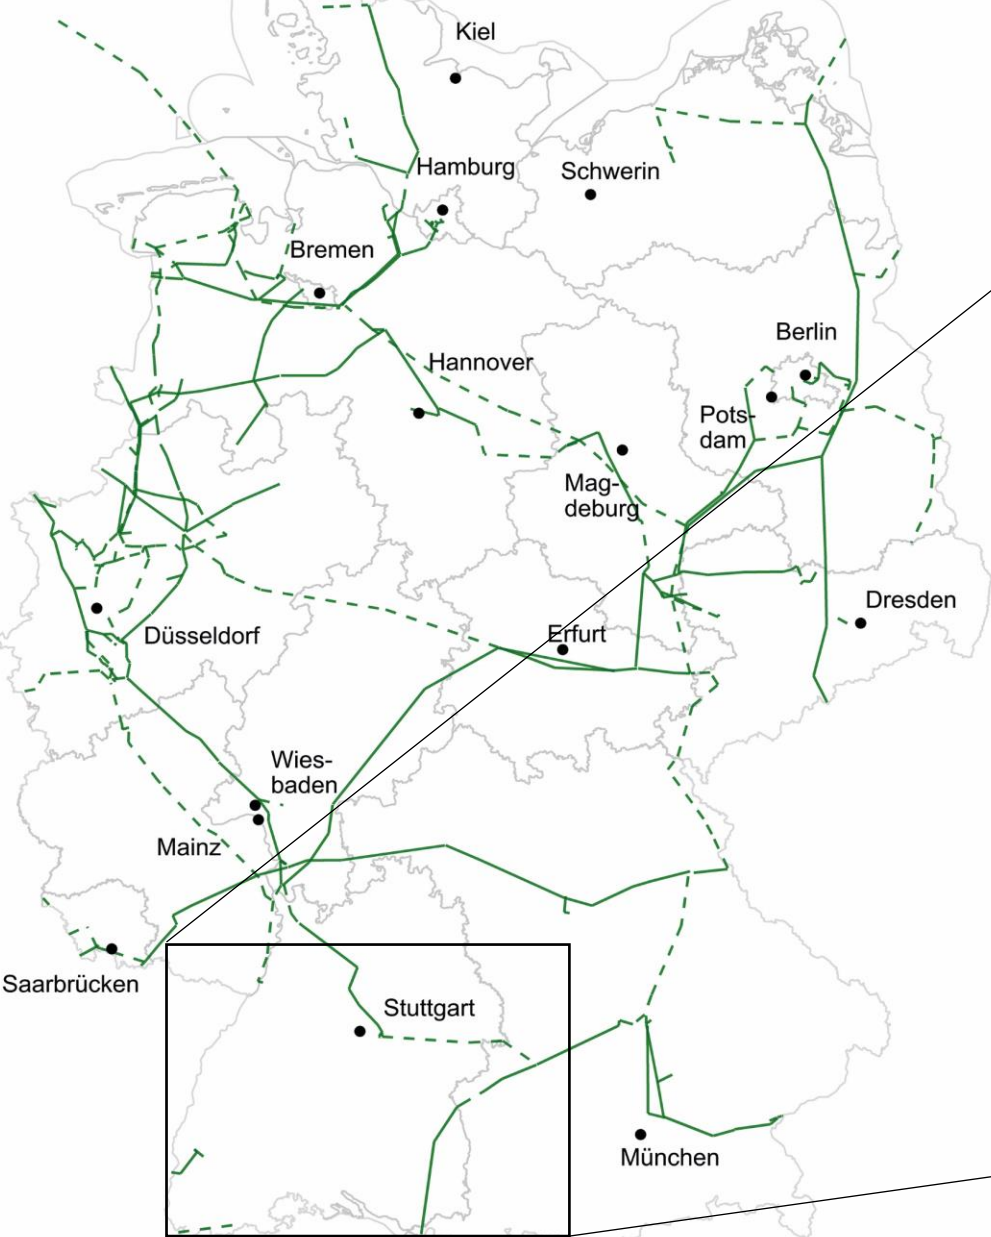 Kiel
Hamburg
Schwerin
Bremen
Berlin
Hannover
Pots-
dam
Mag-
deburg
Dresden
Erfurt
Düsseldorf
Wies-
baden
Mainz
Saarbrücken
Stuttgart
München